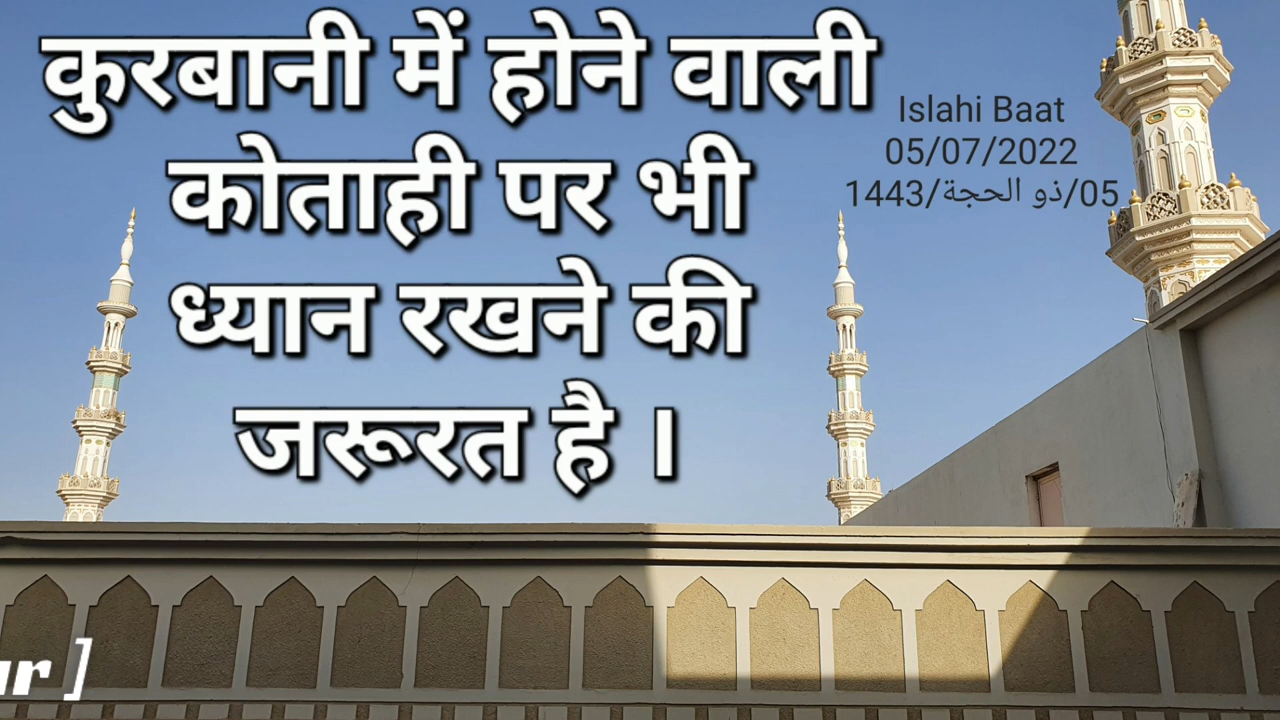 कुरबानी में होने वाली
कोताही पर भी
ध्यान रखने की
जरूरत है ।
Islahi Baat
05/07/2022
05/ذو الحجة/1443
]